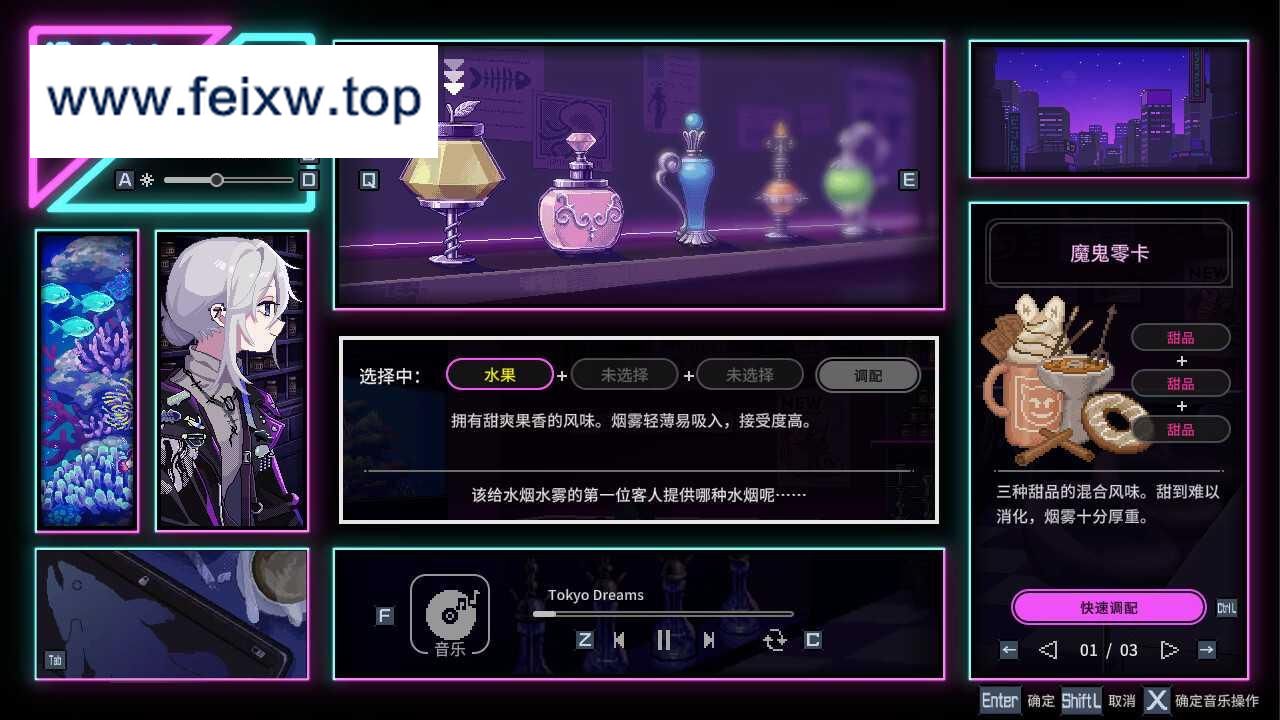 www.feixw.top
A
D
Q
E
选择中：
水果 + 未选择 + 未选择
调配
拥有甜爽果香的风味。烟雾轻薄易吸入，接受度高。
该给水烟水雾的第一位客人提供哪种水烟呢……
魔鬼零卡
甜品
+
甜品
+
甜品
三种甜品的混合风味。甜到难以
消化，烟雾十分厚重。
快速调配
CtrlL
← 01 / 03 →
Tab
F
音乐
Tokyo Dreams
Z
C
Enter 确定 ShiftL 取消 X 确定音乐操作